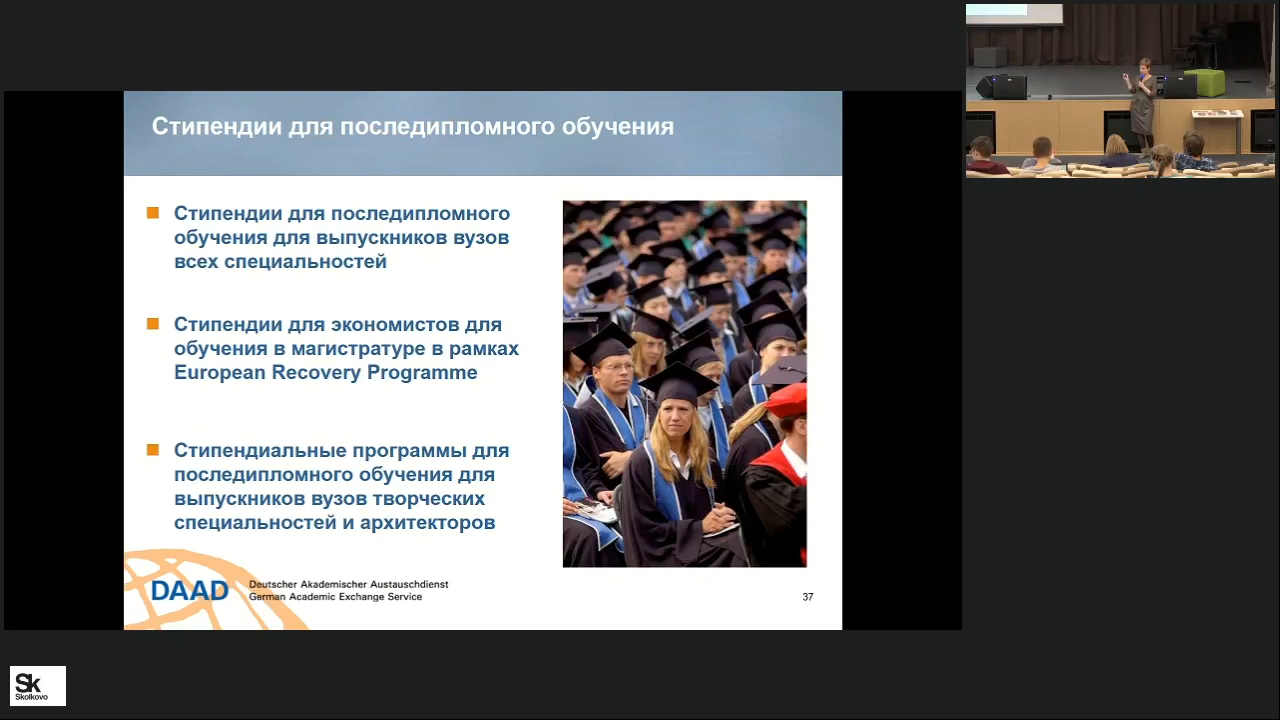 Стипендии для последипломного обучения
Стипендии для последипломного
обучения для выпускников вузов
всех специальностей
Стипендии для экономистов для
обучения в магистратуре в рамках
European Recovery Programme
Стипендиальные программы для
последипломного обучения для
выпускников вузов творческих
специальностей и архитекторов
DAAD
Deutscher Akademischer Austauschdienst
German Academic Exchange Service
37
Sk
Skolkovo